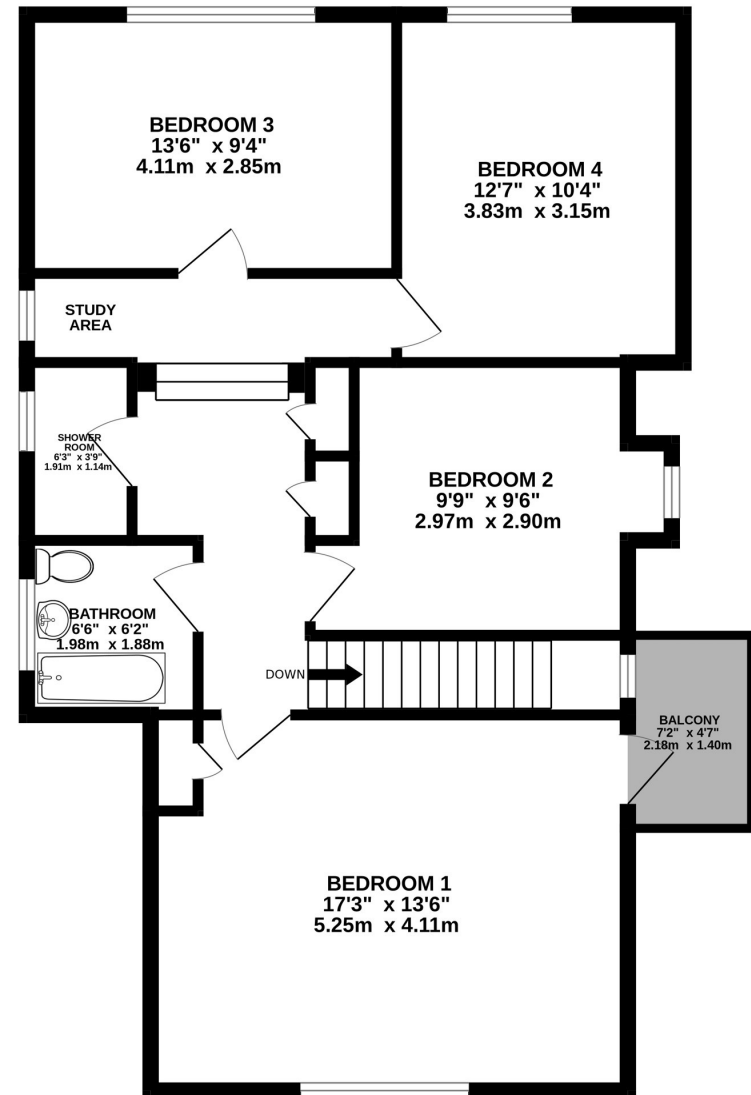 BEDROOM 3
13'6" x 9'4"
4.11m x 2.85m
BEDROOM 4
12'7" x 10'4"
3.83m x 3.15m
STUDY
AREA
SHOWER
ROOM
6'3" x 3'9"
1.91m x 1.14m
BEDROOM 2
9'9" x 9'6"
2.97m x 2.90m
BATHROOM
6'6" x 6'2"
1.98m x 1.88m
DOWN
BALCONY
7'2" x 4'7"
2.18m x 1.40m
BEDROOM 1
17'3" x 13'6"
5.25m x 4.11m